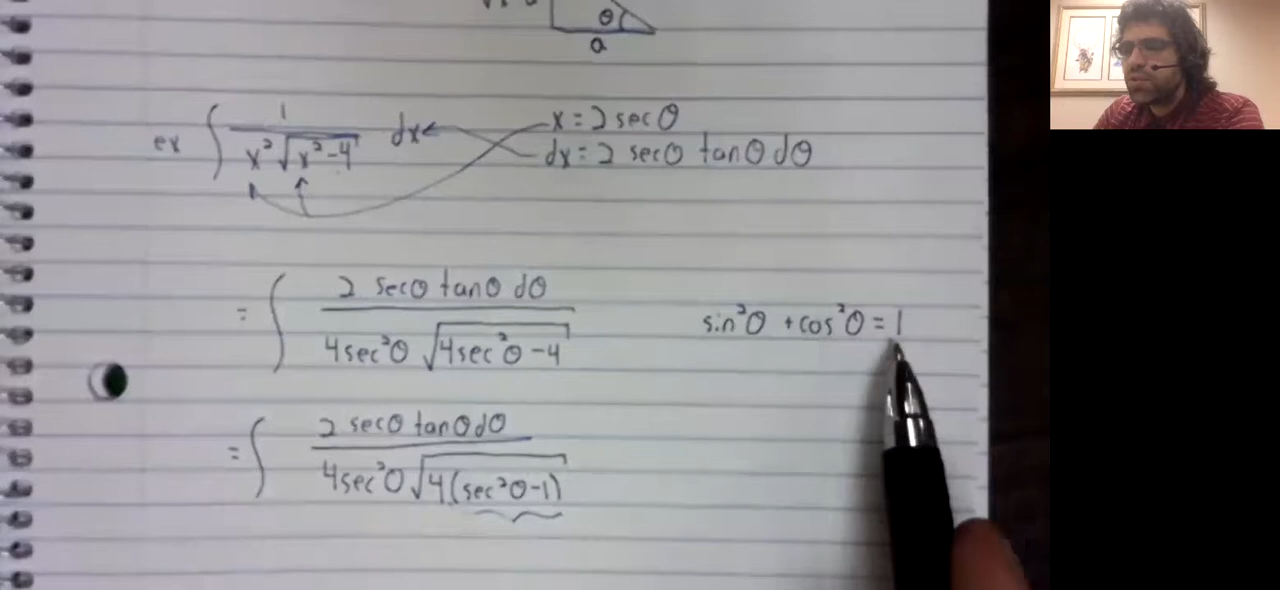 θ
a
ex ∫ 1 / (x²√(x²-4)) dx x = 2 secθ
dx = 2 secθ tanθ dθ
= ∫ 2 secθ tanθ dθ / (4sec²θ √(4sec²θ - 4))
sin²θ + cos²θ = 1
= ∫ 2 secθ tanθ dθ / (4sec²θ √(4(sec²θ-1)))